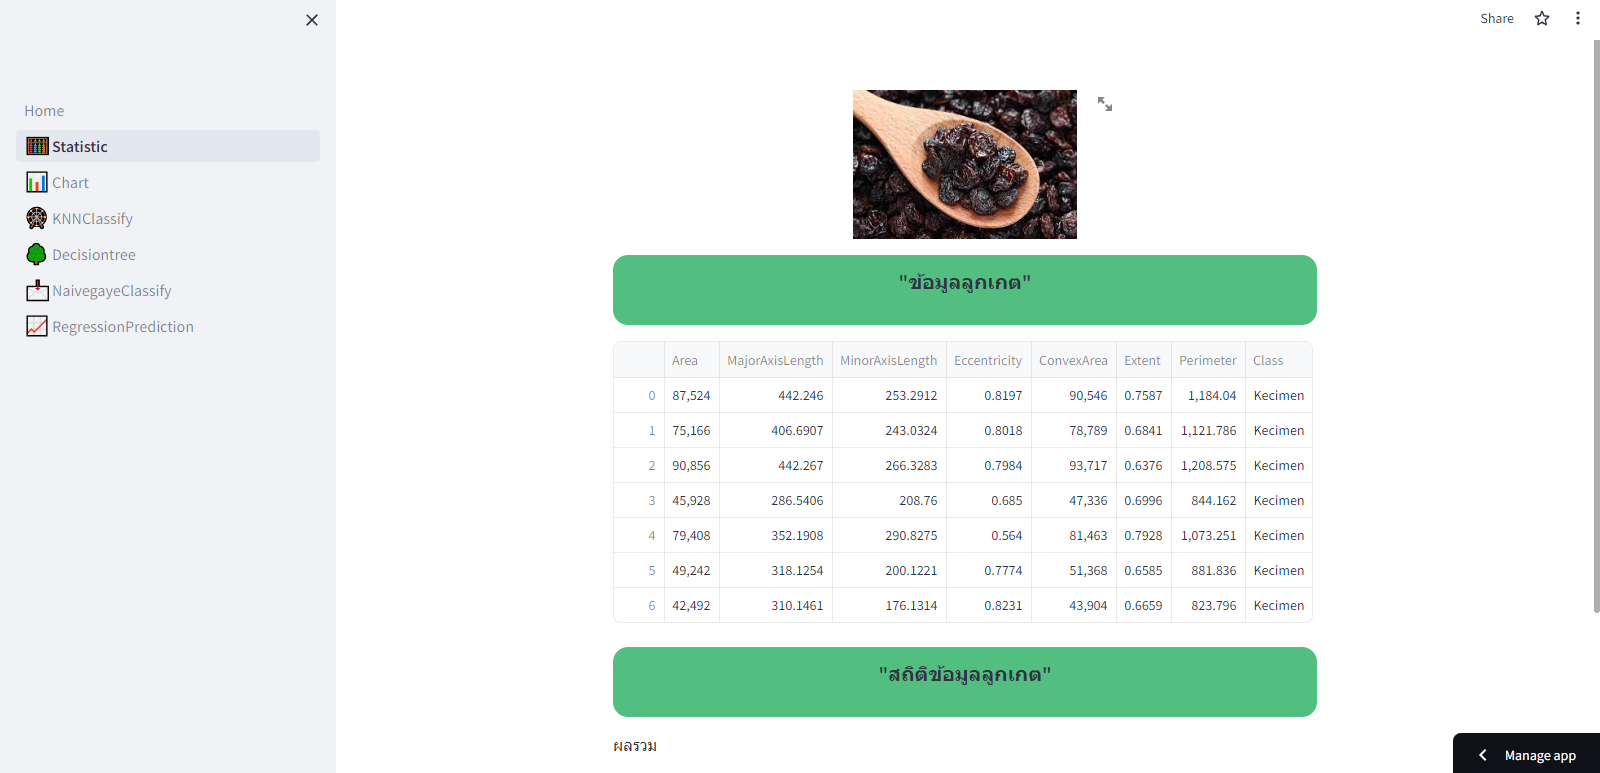 Share
Home
Statistic
Chart
KNNClassify
Decisiontree
NaivegayeClassify
RegressionPrediction
"ข้อมูลลูกเกต"
Area MajorAxisLength MinorAxisLength Eccentricity ConvexArea Extent Perimeter Class
0 87,524 442.246 253.2912 0.8197 90,546 0.7587 1,184.04 Kecimen
1 75,166 406.6907 243.0324 0.8018 78,789 0.6841 1,121.786 Kecimen
2 90,856 442.267 266.3283 0.7984 93,717 0.6376 1,208.575 Kecimen
3 45,928 286.5406 208.76 0.685 47,336 0.6996 844.162 Kecimen
4 79,408 352.1908 290.8275 0.564 81,463 0.7928 1,073.251 Kecimen
5 49,242 318.1254 200.1221 0.7774 51,368 0.6585 881.836 Kecimen
6 42,492 310.1461 176.1314 0.8231 43,904 0.6659 823.796 Kecimen
"สถิติข้อมูลลูกเกต"
ผลรวม
Manage app